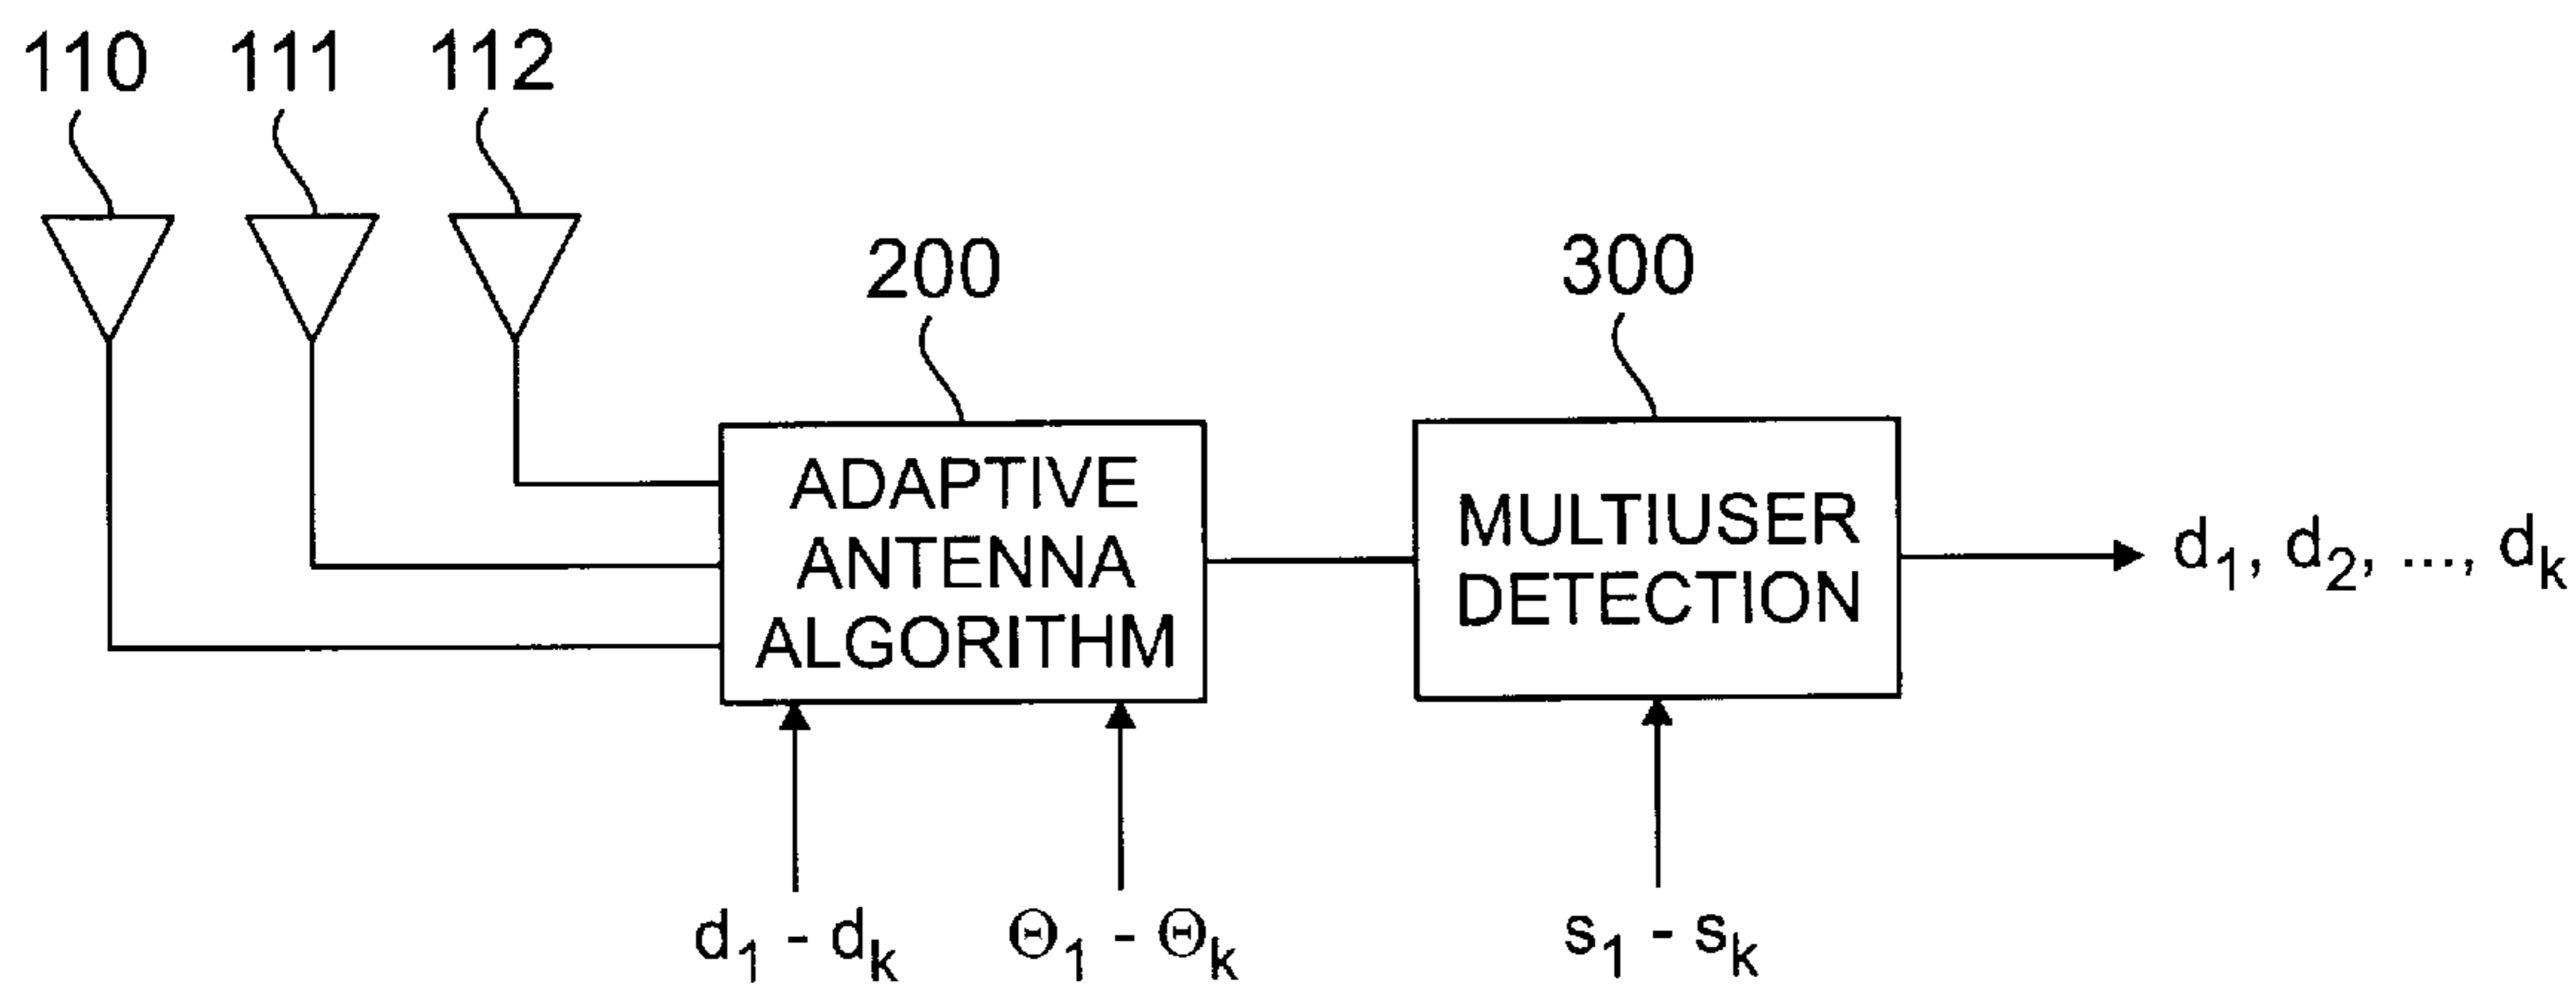 110 111 112
200
300
ADAPTIVE
ANTENNA
ALGORITHM
MULTIUSER
DETECTION
d₁, d₂, ..., dₖ
d₁ - dₖ
Θ₁ - Θₖ
s₁ - sₖ